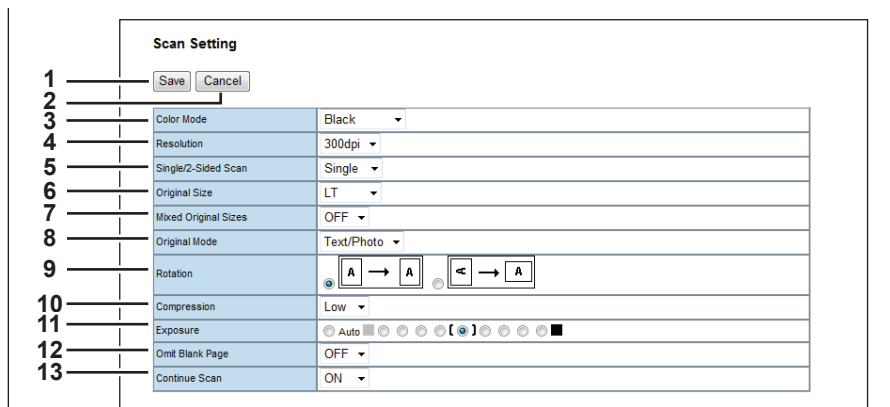 Scan Setting
1 Save Cancel
2
3 Color Mode Black
4 Resolution 300dpi
5 Single/2-Sided Scan Single
6 Original Size LT
7 Mixed Original Sizes OFF
8 Original Mode Text/Photo
9 Rotation A → A A → A
10 Compression Low
11 Exposure Auto [ ]
12 Omit Blank Page OFF
13 Continue Scan ON